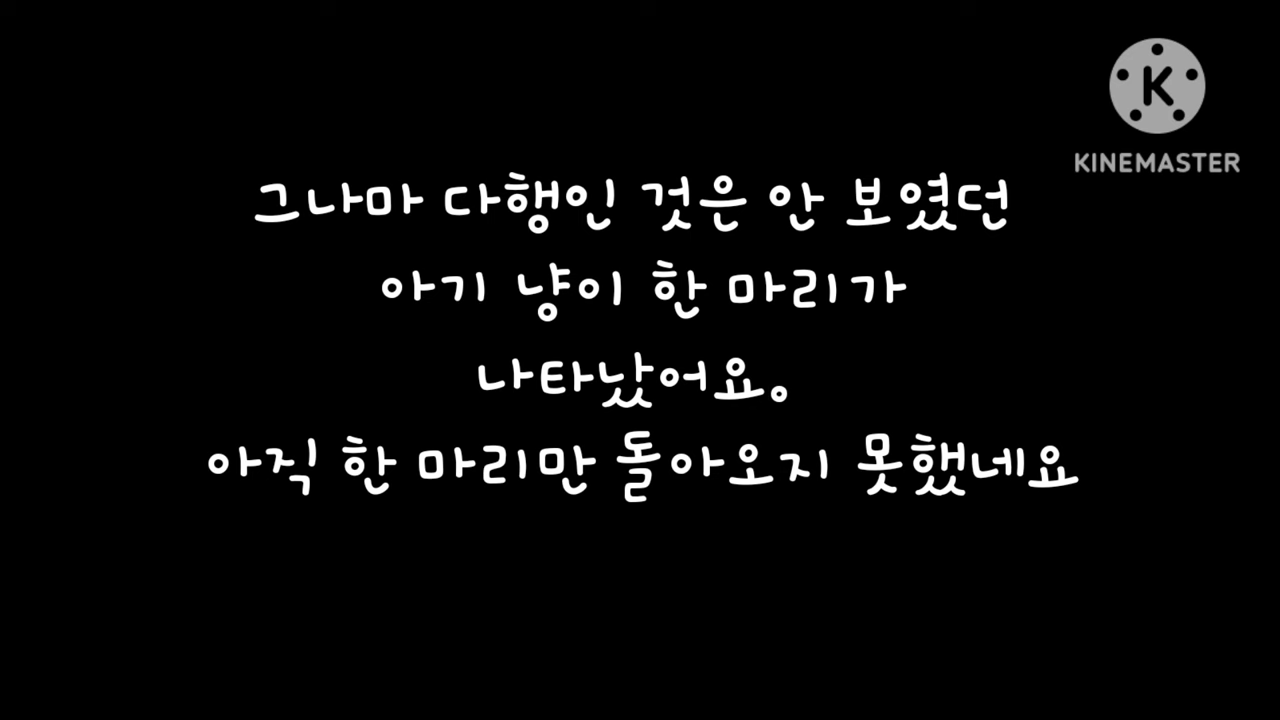 KINEMASTER
그나마 다행인 것은 안 보였던
아기 냥이 한 마리가
나타났어요。
아직 한 마리만 돌아오지 못했네요